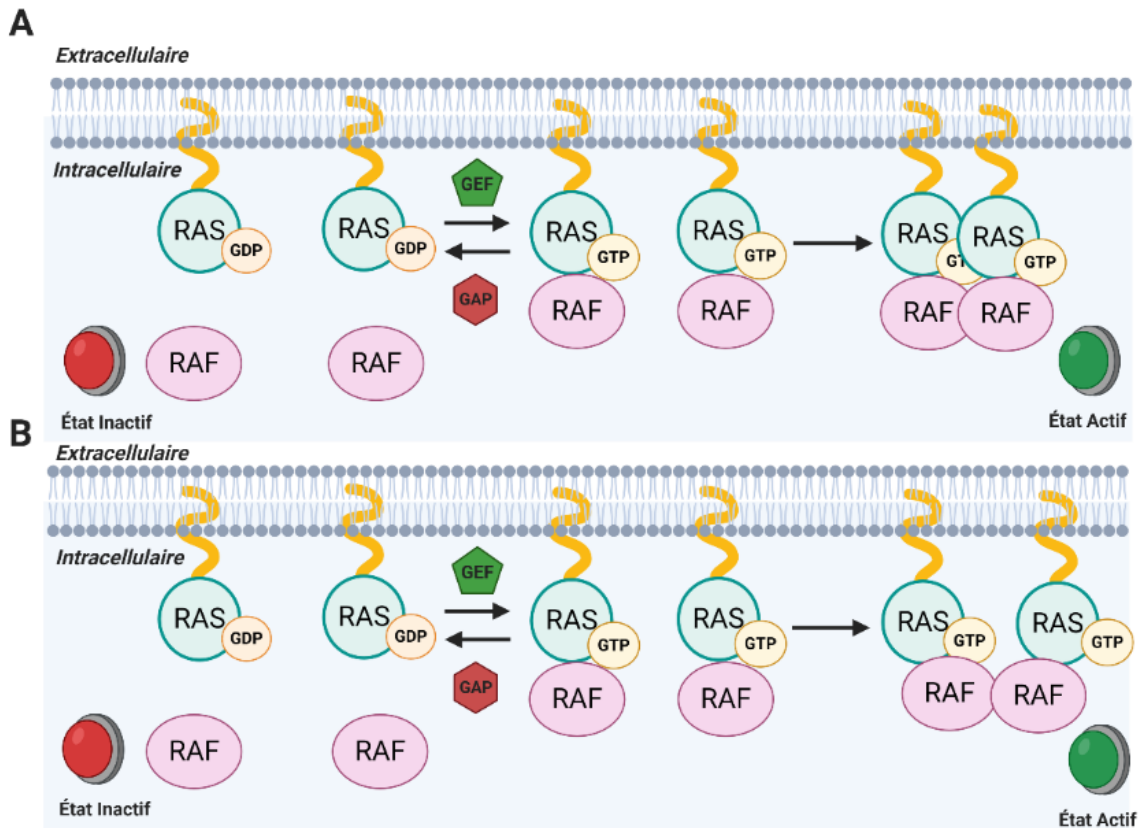 A
Extracellulaire
Intracellulaire
GEF
RAS RAS RAS RAS RAS RAS
GDP GDP GTP GTP GT GTP
GAP
RAF RAF RAF RAF
RAF RAF
État Inactif État Actif
B
Extracellulaire
Intracellulaire
GEF
RAS RAS RAS RAS RAS RAS
GDP GDP GTP GTP GTP GTP
GAP
RAF RAF RAF RAF
RAF RAF
État Inactif État Actif